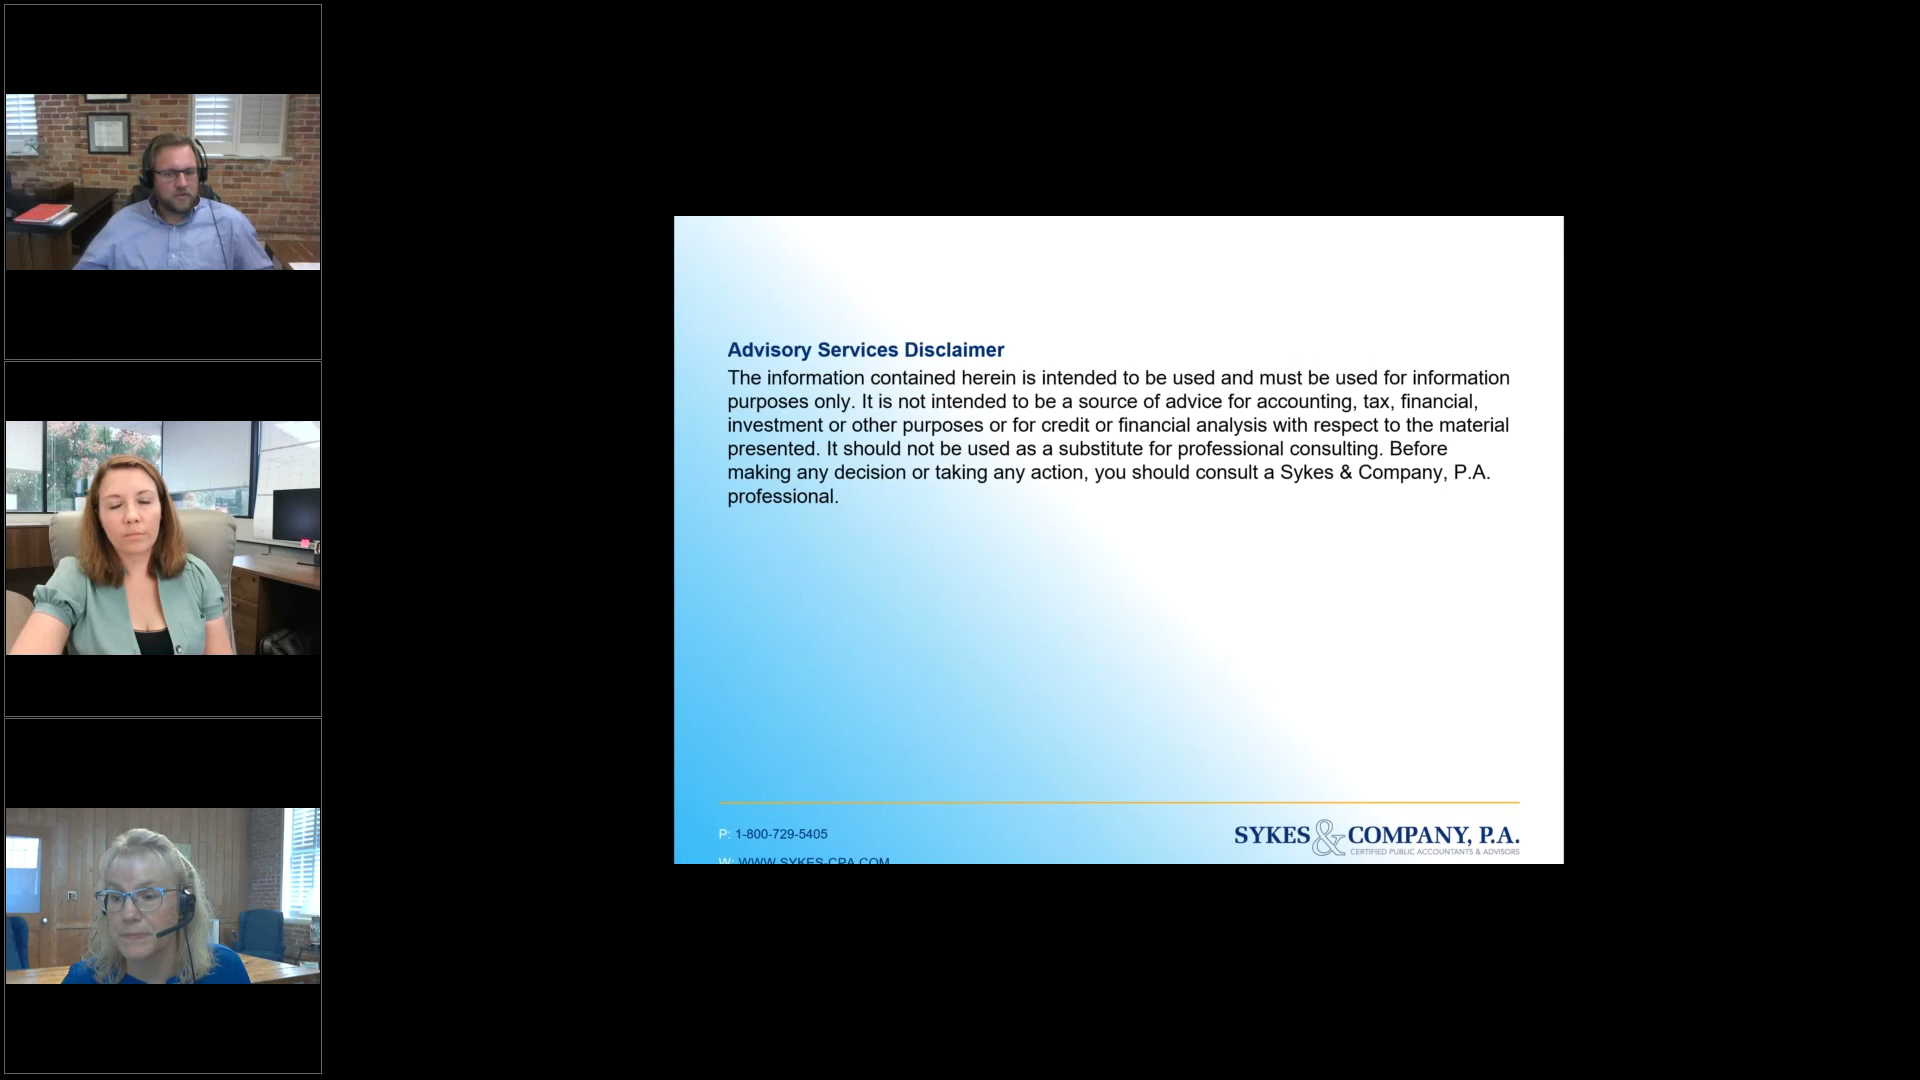 Advisory Services Disclaimer
The information contained herein is intended to be used and must be used for information
purposes only. It is not intended to be a source of advice for accounting, tax, financial,
investment or other purposes or for credit or financial analysis with respect to the material
presented. It should not be used as a substitute for professional consulting. Before
making any decision or taking any action, you should consult a Sykes & Company, P.A.
professional.
P: 1-800-729-5405
W: WWW.SYKES-CPA.COM
SYKES & COMPANY, P.A.
CERTIFIED PUBLIC ACCOUNTANTS & ADVISORS